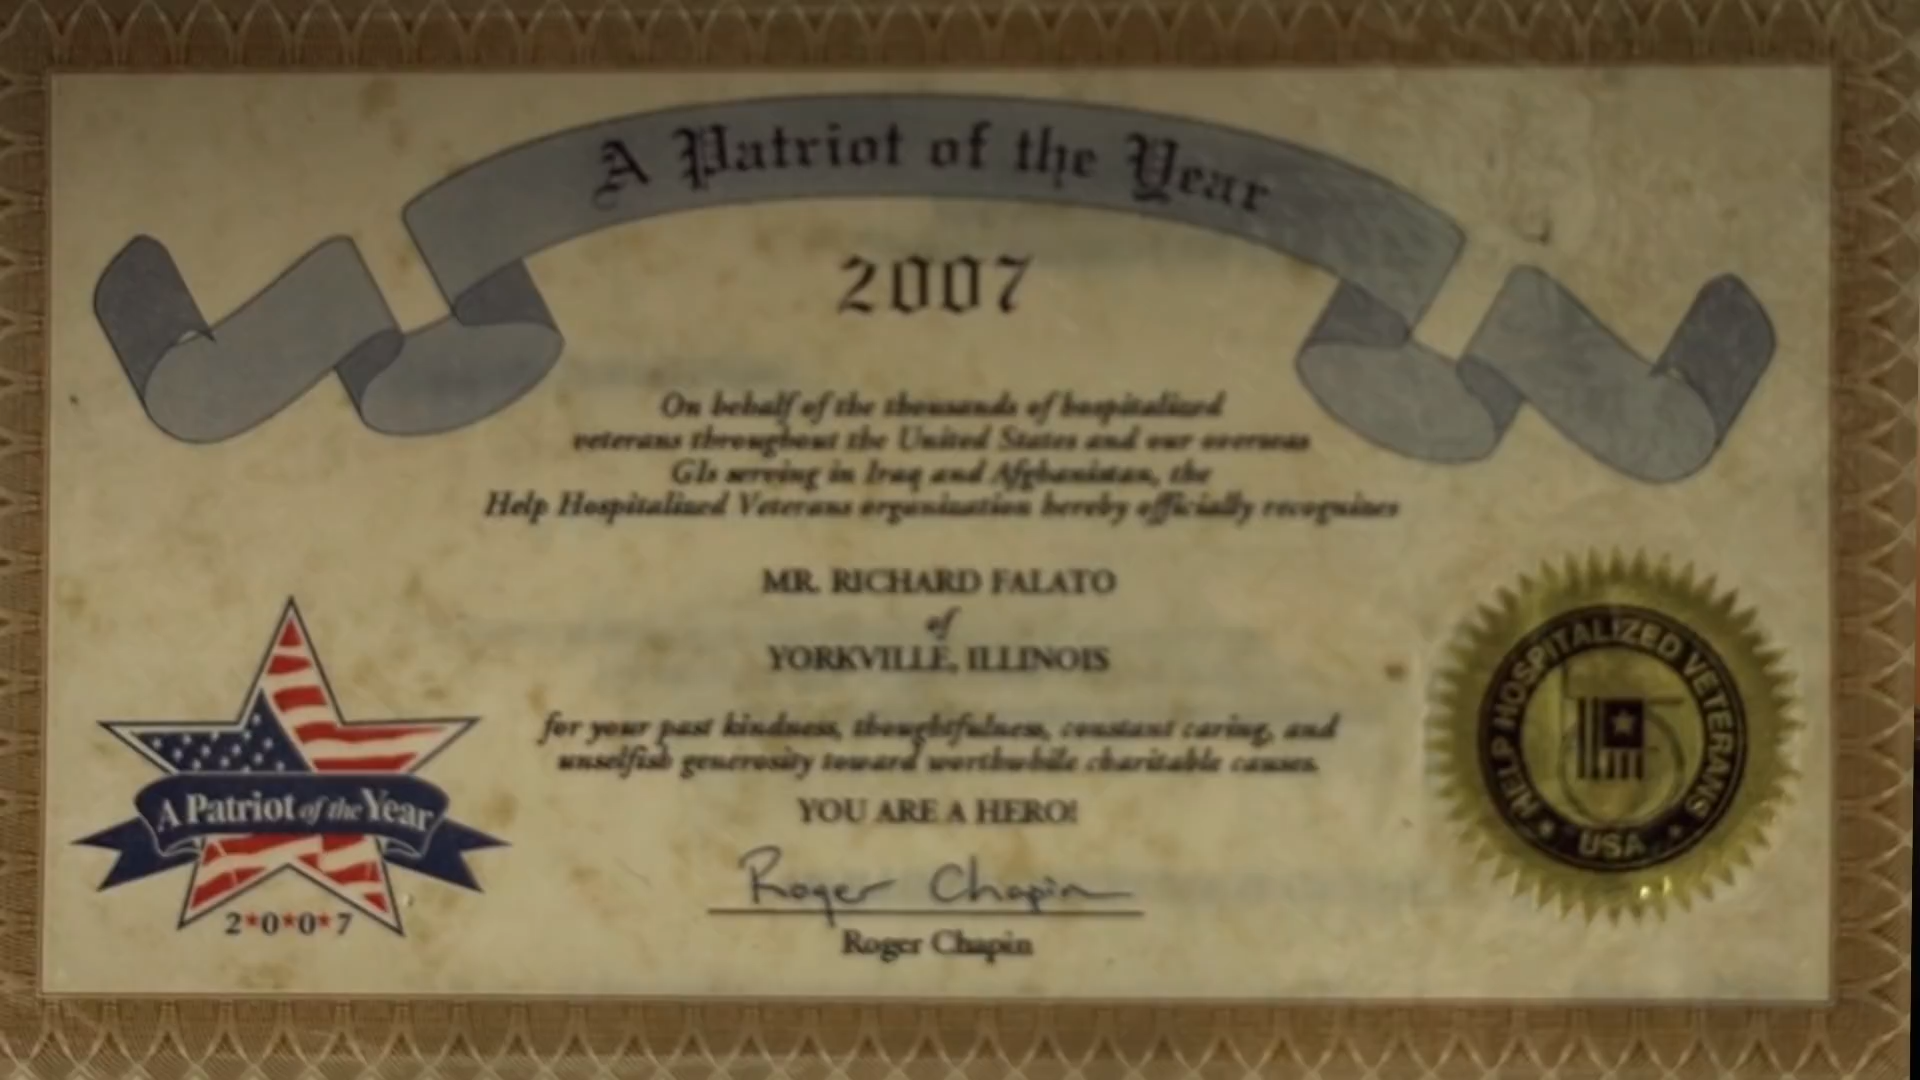 A Patriot of the Year
2007
On behalf of the thousands of hospitalized
veterans throughout the United States and our overseas
GIs serving in Iraq and Afghanistan, the
Help Hospitalized Veterans organization hereby officially recognizes
MR. RICHARD FALATO
of
YORKVILLE, ILLINOIS
for your past kindness, thoughtfulness, constant caring, and
unselfish generosity toward worthwhile charitable causes.
YOU ARE A HERO!
Roger Chapin
Roger Chapin
A Patriot of the Year
2*0*0*7
HELP HOSPITALIZED VETERANS
USA